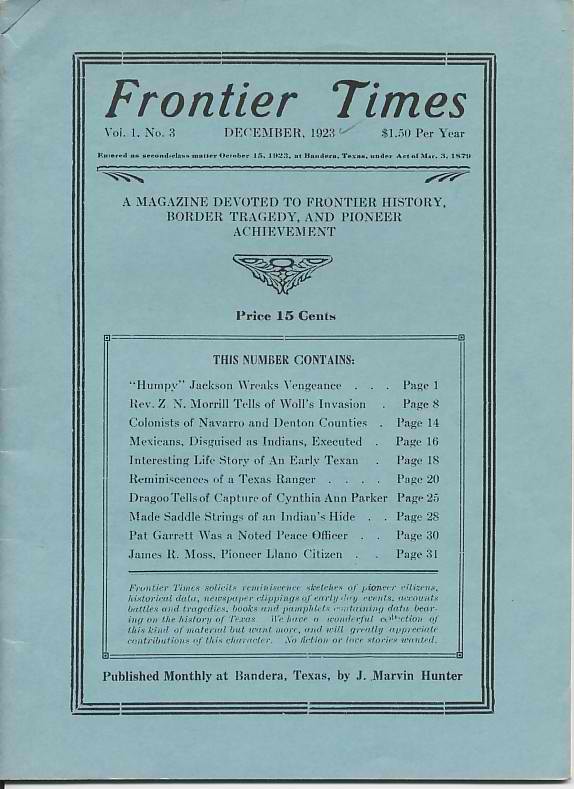 Frontier Times
Vol. 1. No. 3 DECEMBER, 1923 $1.50 Per Year
Entered as second-class matter October 15, 1923, at Bandera, Texas, under Act of Mar. 3, 1879
A MAGAZINE DEVOTED TO FRONTIER HISTORY,
BORDER TRAGEDY, AND PIONEER
ACHIEVEMENT
Price 15 Cents
THIS NUMBER CONTAINS:
"Humpy" Jackson Wreaks Vengeance . . . Page 1
Rev. Z N. Morrill Tells of Woll's Invasion . Page 8
Colonists of Navarro and Denton Counties . Page 14
Mexicans, Disguised as Indians, Executed . Page 16
Interesting Life Story of An Early Texan . Page 18
Reminiscences of a Texas Ranger . . . . Page 20
Dragoo Tells of Capture of Cynthia Ann Parker Page 25
Made Saddle Strings of an Indian's Hide . . Page 28
Pat Garrett Was a Noted Peace Officer . . Page 30
James R. Moss, Pioneer Llano Citizen . . Page 31
Frontier Times solicits reminiscence sketches of pioneer citizens,
historical data, newspaper clippings of early day events, accounts
battles and tragedies, books and pamphlets containing data bear-
ing on the history of Texas We have a wonderful collection of
this kind of material but want more, and will greatly appreciate
contributions of this character. No fiction or love stories wanted.
Published Monthly at Bandera, Texas, by J. Marvin Hunter